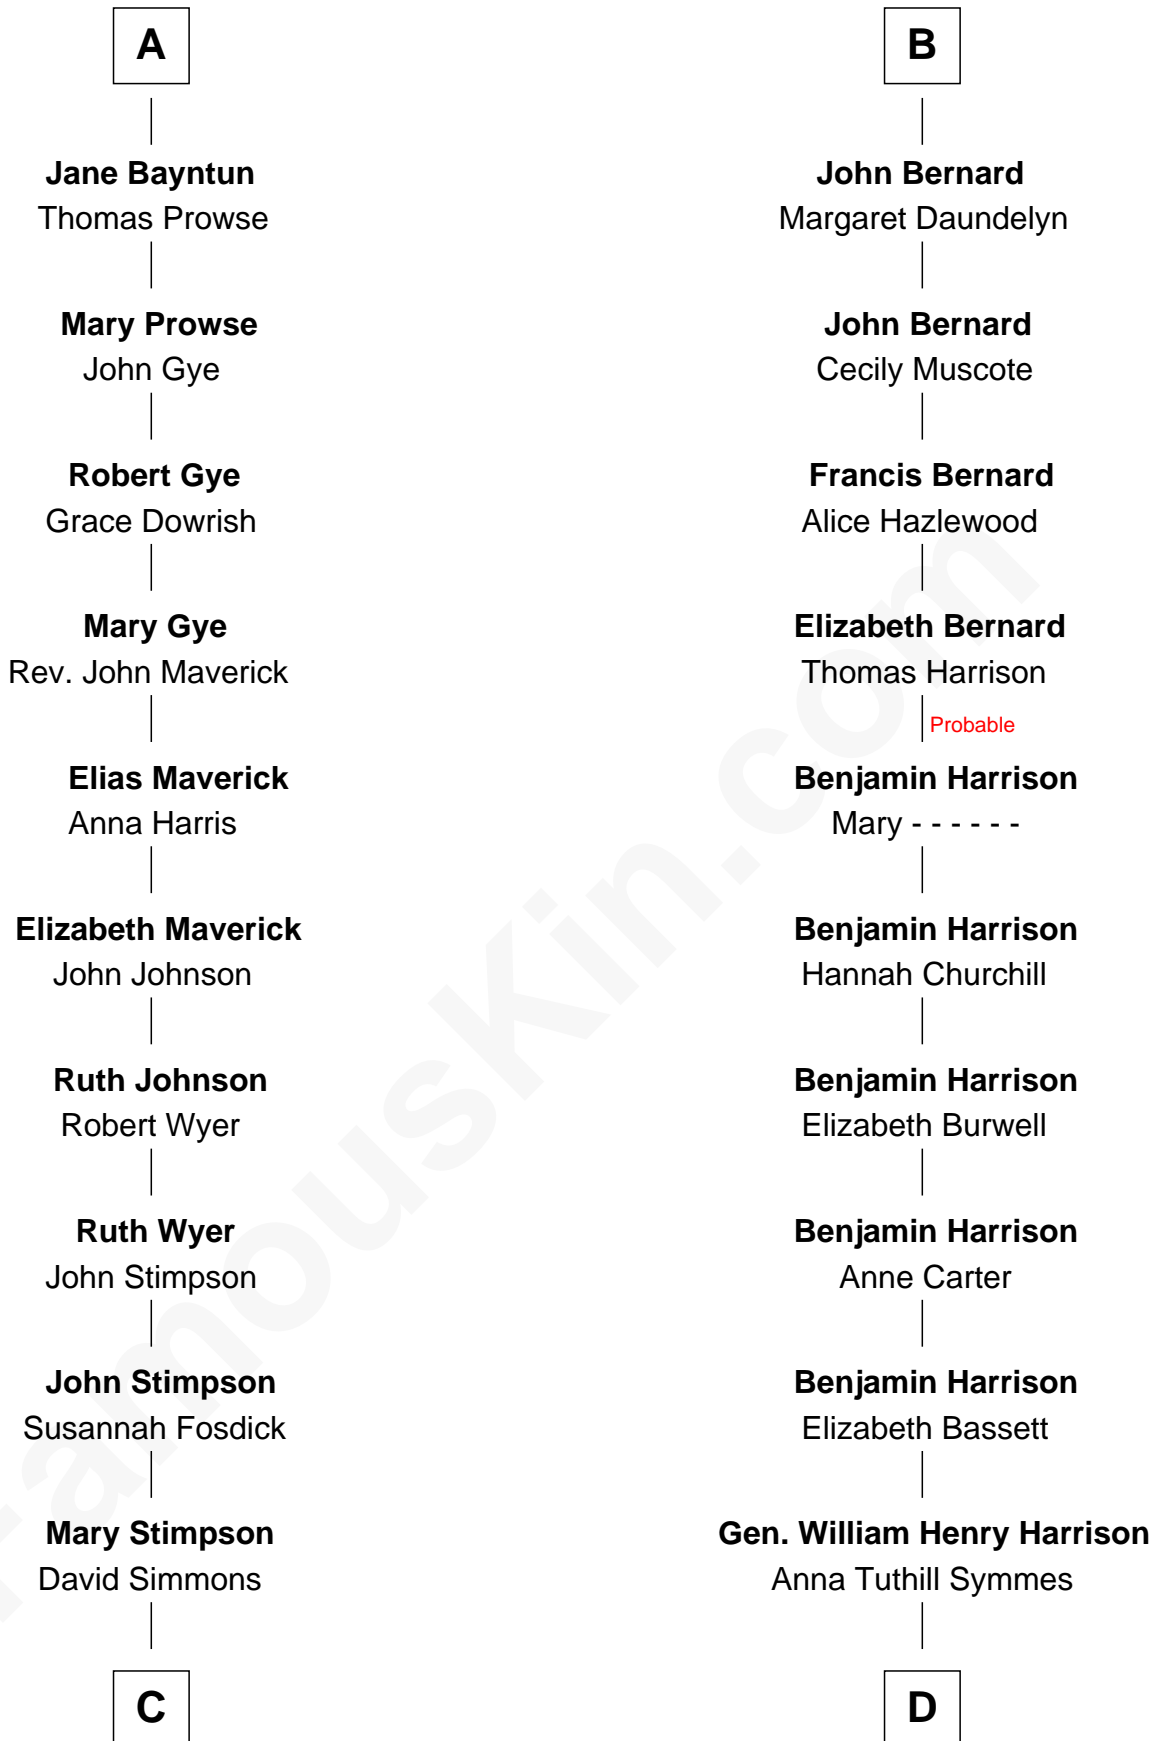 A
Jane Bayntun
Thomas Prowse
Mary Prowse
John Gye
Robert Gye
Grace Dowrish
Mary Gye
Rev. John Maverick
Elias Maverick
Anna Harris
Elizabeth Maverick
John Johnson
Ruth Johnson
Robert Wyer
Ruth Wyer
John Stimpson
John Stimpson
Susannah Fosdick
Mary Stimpson
David Simmons
C
B
John Bernard
Margaret Daundelyn
John Bernard
Cecily Muscote
Francis Bernard
Alice Hazlewood
Elizabeth Bernard
Thomas Harrison
Probable
Benjamin Harrison
Mary - - - - - -
Benjamin Harrison
Hannah Churchill
Benjamin Harrison
Elizabeth Burwell
Benjamin Harrison
Anne Carter
Benjamin Harrison
Elizabeth Bassett
Gen. William Henry Harrison
Anna Tuthill Symmes
D
FamousKin.com